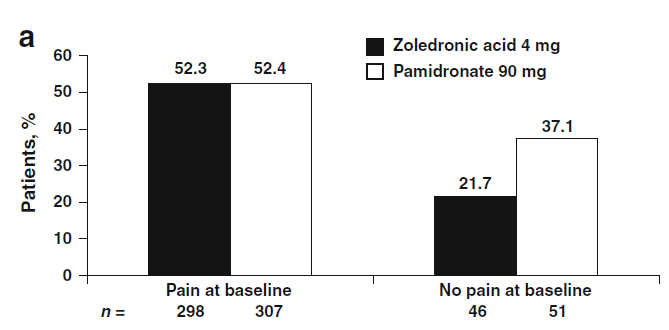 a
Zoledronic acid 4 mg
Pamidronate 90 mg
Patients, %
60
50
40
30
20
10
0
52.3 52.4
21.7
37.1
Pain at baseline No pain at baseline
n = 298 307 46 51